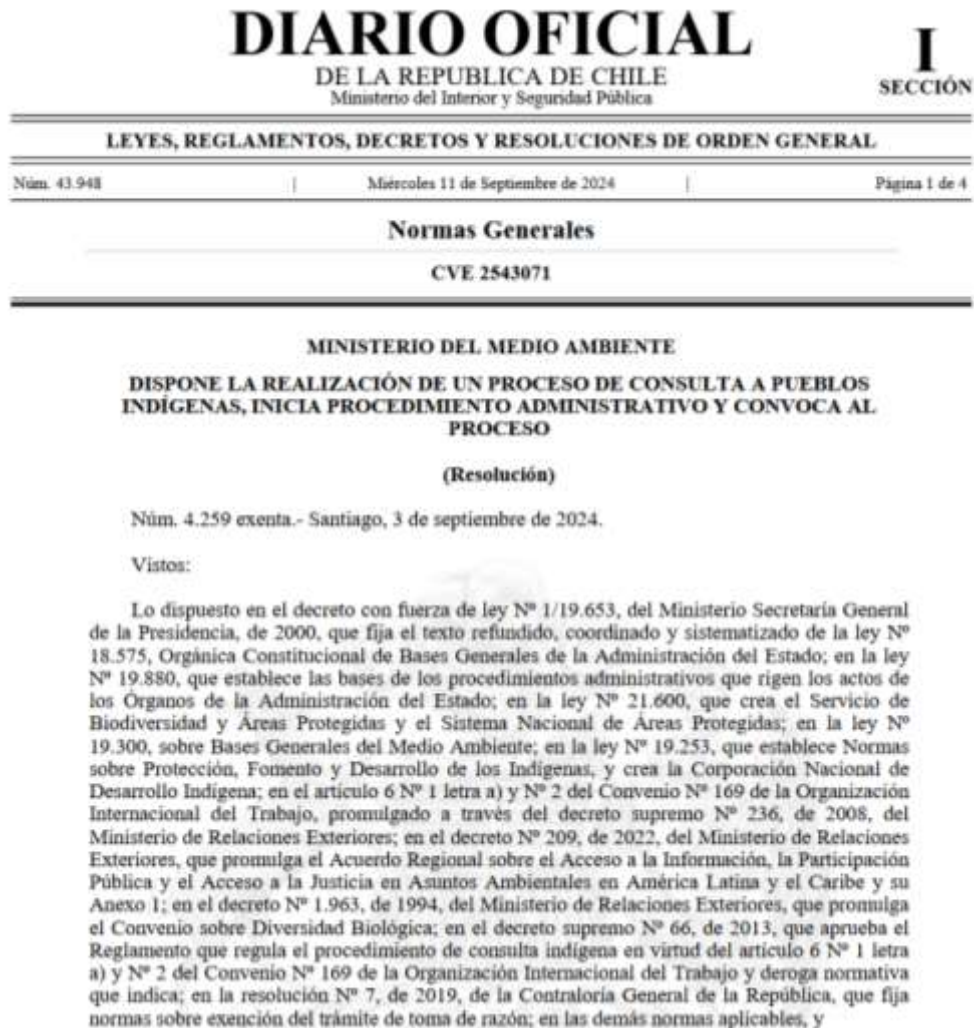 DIARIO OFICIAL
I
DE LA REPUBLICA DE CHILE
Ministerio del Interior y Seguridad Pública
SECCIÓN
LEYES, REGLAMENTOS, DECRETOS Y RESOLUCIONES DE ORDEN GENERAL
Núm. 43.948 | Miércoles 11 de Septiembre de 2024 | Página 1 de 4
Normas Generales
CVE 2543071
MINISTERIO DEL MEDIO AMBIENTE
DISPONE LA REALIZACIÓN DE UN PROCESO DE CONSULTA A PUEBLOS
INDÍGENAS, INICIA PROCEDIMIENTO ADMINISTRATIVO Y CONVOCA AL
PROCESO
(Resolución)
Núm. 4.259 exenta.- Santiago, 3 de septiembre de 2024.
Vistos:
Lo dispuesto en el decreto con fuerza de ley Nº 1/19.653, del Ministerio Secretaría General
de la Presidencia, de 2000, que fija el texto refundido, coordinado y sistematizado de la ley Nº
18.575, Orgánica Constitucional de Bases Generales de la Administración del Estado; en la ley
Nº 19.880, que establece las bases de los procedimientos administrativos que rigen los actos de
los Órganos de la Administración del Estado; en la ley Nº 21.600, que crea el Servicio de
Biodiversidad y Áreas Protegidas y el Sistema Nacional de Áreas Protegidas; en la ley Nº
19.300, sobre Bases Generales del Medio Ambiente; en la ley Nº 19.253, que establece Normas
sobre Protección, Fomento y Desarrollo de los Indígenas, y crea la Corporación Nacional de
Desarrollo Indígena; en el artículo 6 Nº 1 letra a) y Nº 2 del Convenio Nº 169 de la Organización
Internacional del Trabajo, promulgado a través del decreto supremo Nº 236, de 2008, del
Ministerio de Relaciones Exteriores; en el decreto Nº 209, de 2022, del Ministerio de Relaciones
Exteriores, que promulga el Acuerdo Regional sobre el Acceso a la Información, la Participación
Pública y el Acceso a la Justicia en Asuntos Ambientales en América Latina y el Caribe y su
Anexo 1; en el decreto Nº 1.963, de 1994, del Ministerio de Relaciones Exteriores, que promulga
el Convenio sobre Diversidad Biológica; en el decreto supremo Nº 66, de 2013, que aprueba el
Reglamento que regula el procedimiento de consulta indígena en virtud del artículo 6 Nº 1 letra
a) y Nº 2 del Convenio Nº 169 de la Organización Internacional del Trabajo y deroga normativa
que indica; en la resolución Nº 7, de 2019, de la Contraloría General de la República, que fija
normas sobre exención del trámite de toma de razón; en las demás normas aplicables, y